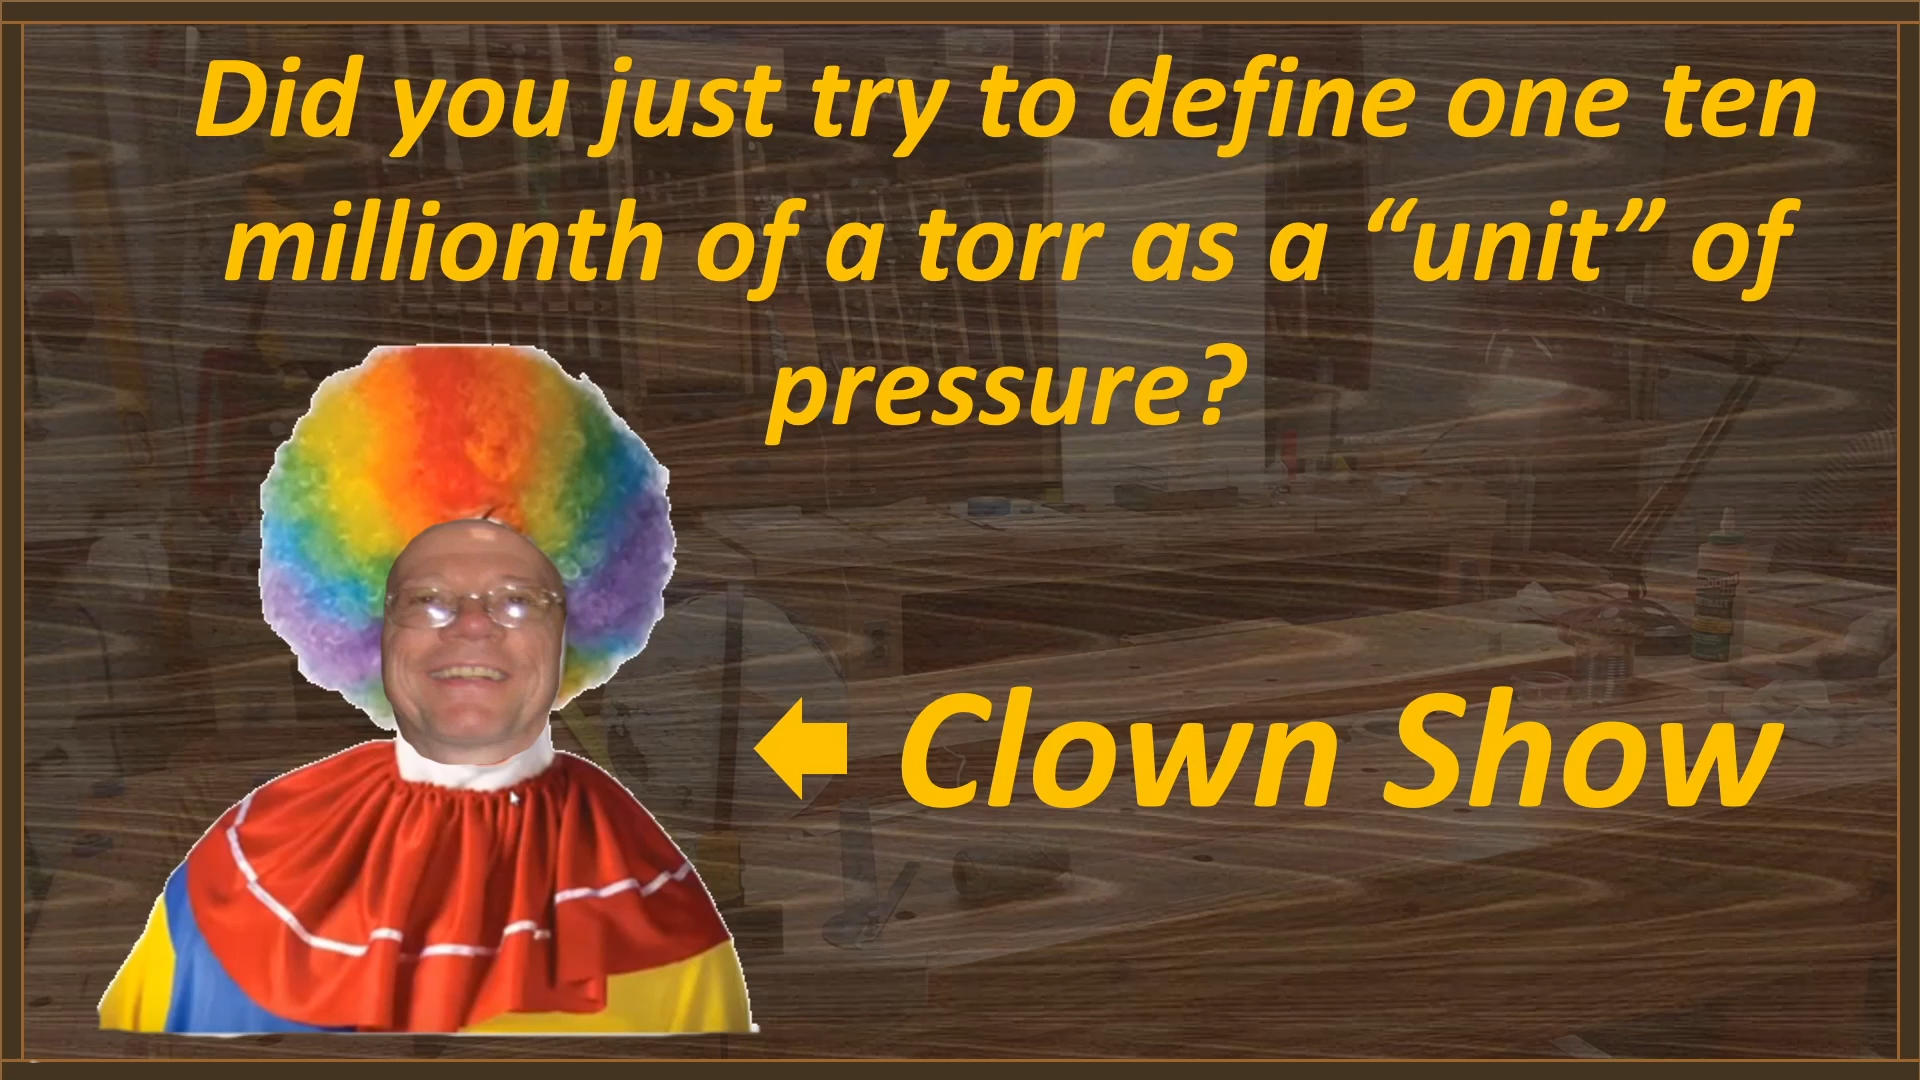 Did you just try to define one ten
millionth of a torr as a “unit” of
pressure?
Clown Show